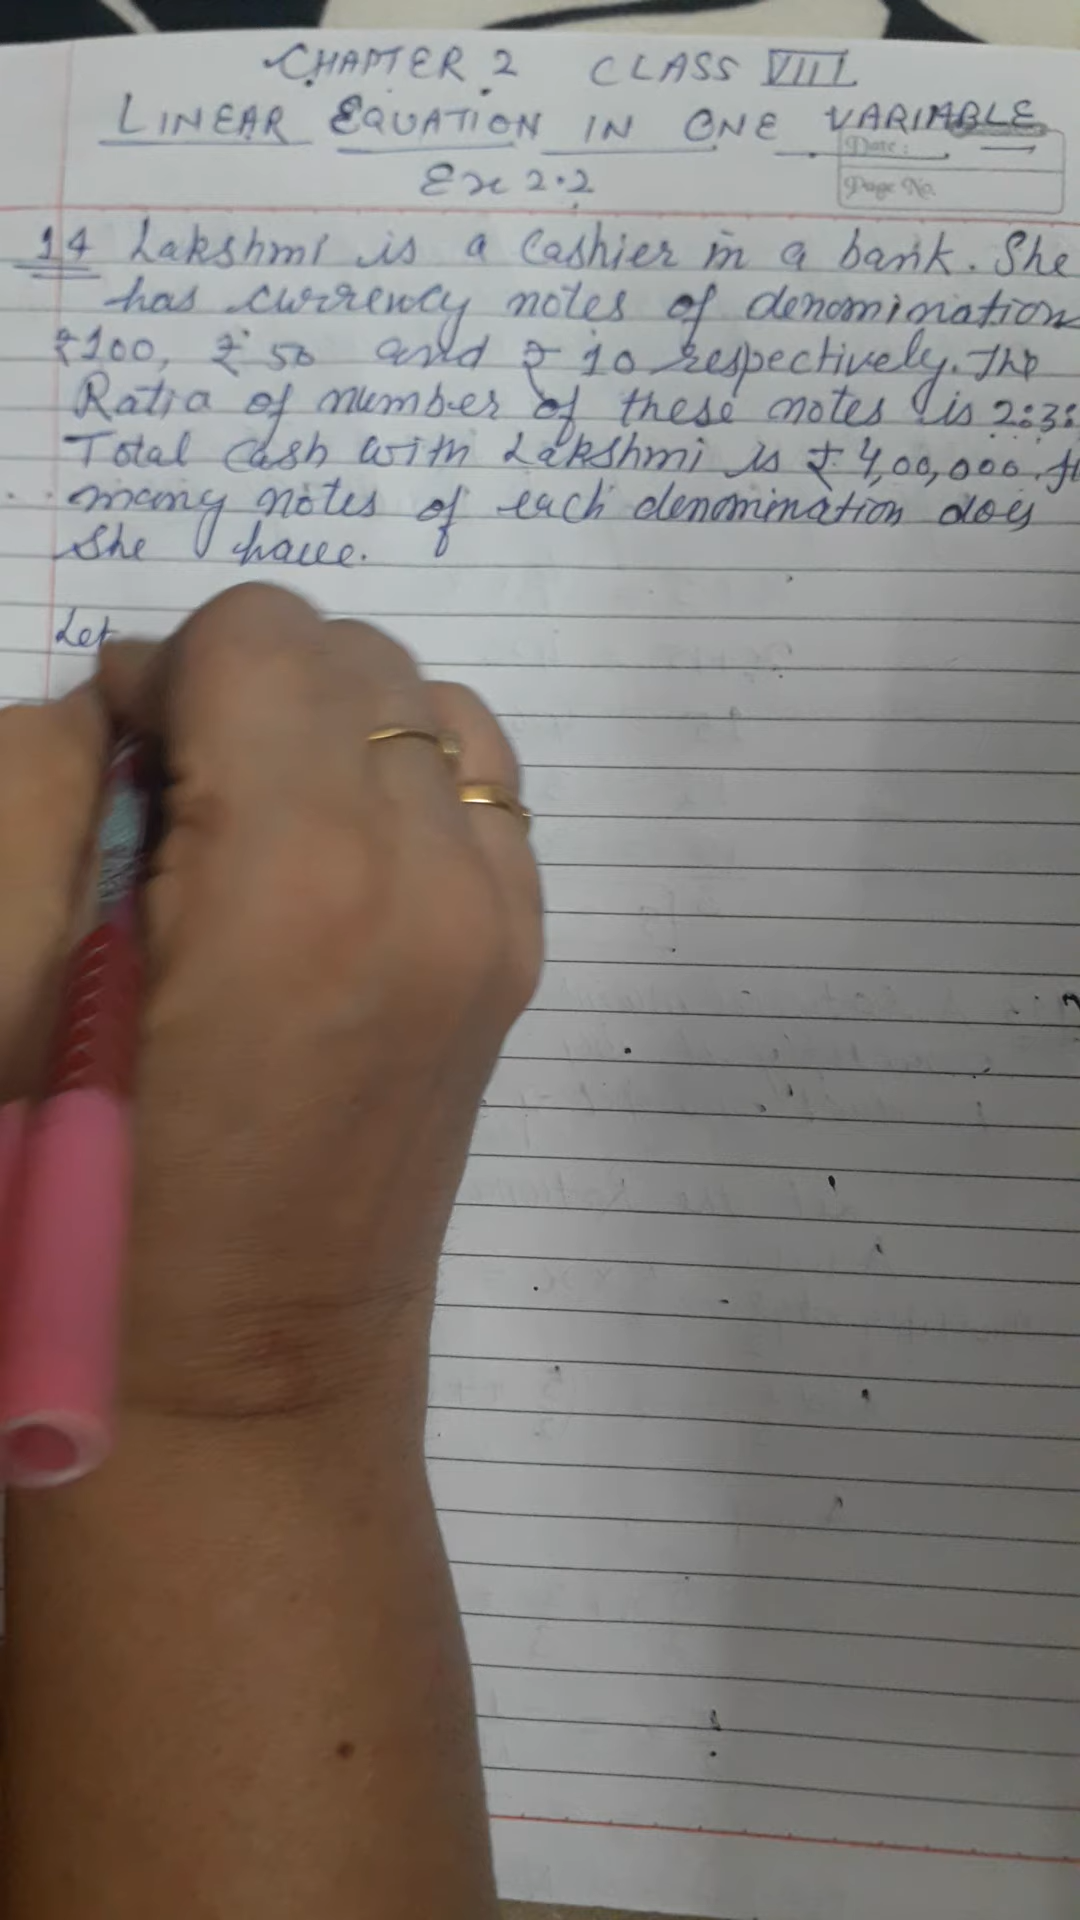 CHAPTER 2 CLASS VIII
LINEAR EQUATION IN ONE VARIABLE
Date:
Page No.
Ex 2.2
14 Lakshmi is a Cashier in a bank. She
has currency notes of denomination
₹100, ₹50 and ₹10 respectively. The
Ratio of number of these notes is 2:3:
Total cash with Lakshmi is ₹4,00,000.
many notes of each denomination does
She have.
Let